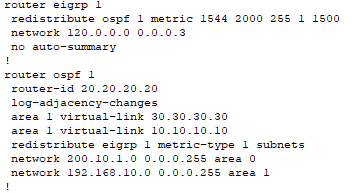 router eigrp 1
 redistribute ospf 1 metric 1544 2000 255 1 1500
 network 120.0.0.0 0.0.0.3
 no auto-summary
!
router ospf 1
 router-id 20.20.20.20
 log-adjacency-changes
 area 1 virtual-link 30.30.30.30
 area 1 virtual-link 10.10.10.10
 redistribute eigrp 1 metric-type 1 subnets
 network 200.10.1.0 0.0.0.255 area 0
 network 192.168.10.0 0.0.0.255 area 1
!